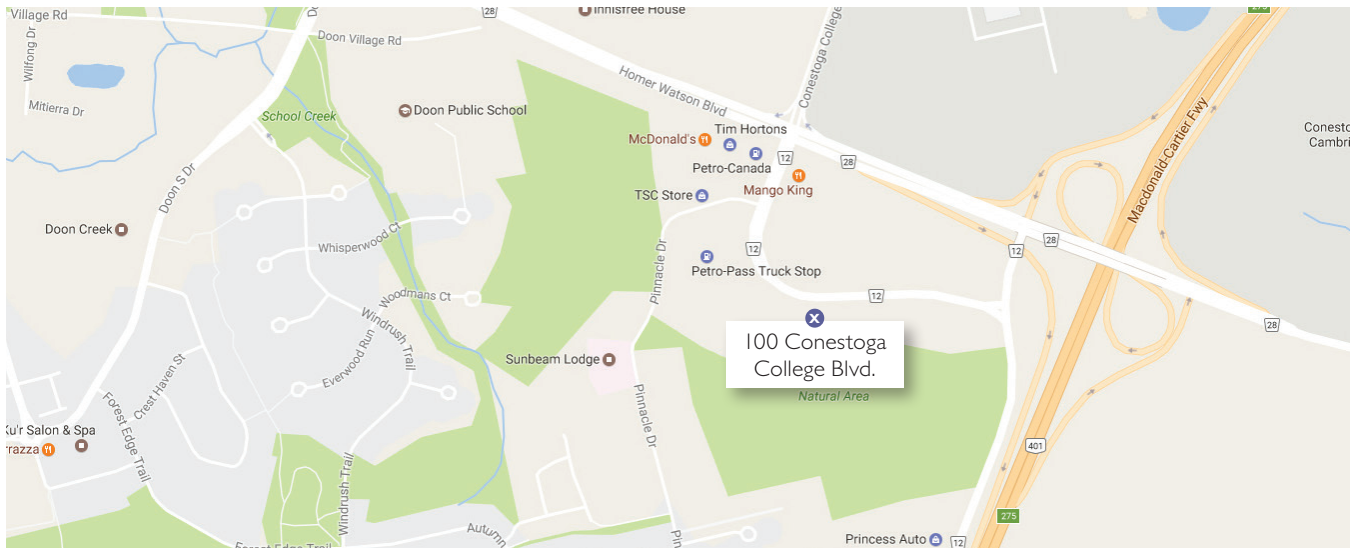 Village Rd
Wilfong Dr
Mitierra Dr
28
Doon Village Rd
Innisfree House
275
School Creek
Doon Public School
Homer Watson Blvd
Conestoga College
McDonald's
Tim Hortons
Petro-Canada
12
28
Mango King
TSC Store
Macdonald-Cartier Fwy
Doon S Dr
Doon Creek
Whisperwood Ct
Woodmans Ct
Windrush Trail
Everwood Run
Pinnacle Dr
12
Petro-Pass Truck Stop
12
12
28
28
100 Conestoga
College Blvd.
Natural Area
Sunbeam Lodge
Pinnacle Dr
Crest Haven St
Forest Edge Trail
Salon & Spa
Windrush Trail
Forest Edge Trail
Autumn
401
275
Princess Auto
12